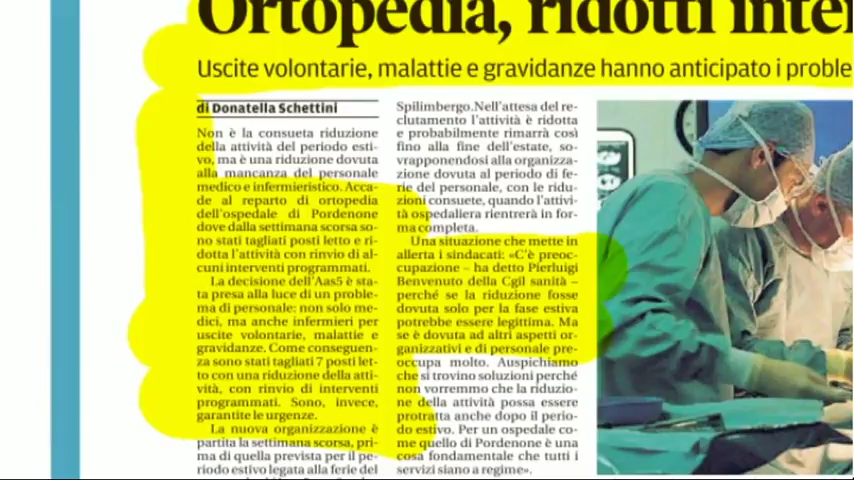 Ortopedia, ridotti inter
Uscite volontarie, malattie e gravidanze hanno anticipato i proble
di Donatella Schettini
Non è la consueta riduzione
della attività del periodo esti-
vo, ma è una riduzione dovuta
alla mancanza del personale
medico e infermieristico. Acca-
de al reparto di ortopedia
dell'ospedale di Pordenone
dove dalla settimana scorsa so-
no stati tagliati posti letto e ri-
dotta l'attività con rinvio di al-
cuni interventi programmati.
La decisione dell'Aas5 è sta-
ta presa alla luce di un proble-
ma di personale: non solo me-
dici, ma anche infermieri per
uscite volontarie, malattie e
gravidanze. Come conseguen-
za sono stati tagliati 7 posti let-
to con una riduzione della atti-
vità, con rinvio di interventi
programmati. Sono, invece,
garantite le urgenze.
La nuova organizzazione è
partita la settimana scorsa, pri-
ma di quella prevista per il pe-
riodo estivo legata alla ferie del
Spilimbergo.Nell'attesa del re-
clutamento l'attività è ridotta
e probabilmente rimarrà così
fino alla fine dell'estate, so-
vrapponendosi alla organizza-
zione dovuta al periodo di fe-
rie del personale, con le ridu-
zioni consuete, quando l'attivi-
tà ospedaliera rientrerà in for-
ma completa.
Una situazione che mette in
allerta i sindacati: «C'è preoc-
cupazione – ha detto Pierluigi
Benvenuto della Cgil sanità –
perché se la riduzione fosse
dovuta solo per la fase estiva
potrebbe essere legittima. Ma
se è dovuta ad altri aspetti or-
ganizzativi e di personale pre-
occupa molto. Auspichiamo
che si trovino soluzioni perché
non vorremmo che la riduzio-
ne della attività possa essere
protratta anche dopo il perio-
do estivo. Per un ospedale co-
me quello di Pordenone è una
cosa fondamentale che tutti i
servizi siano a regime».